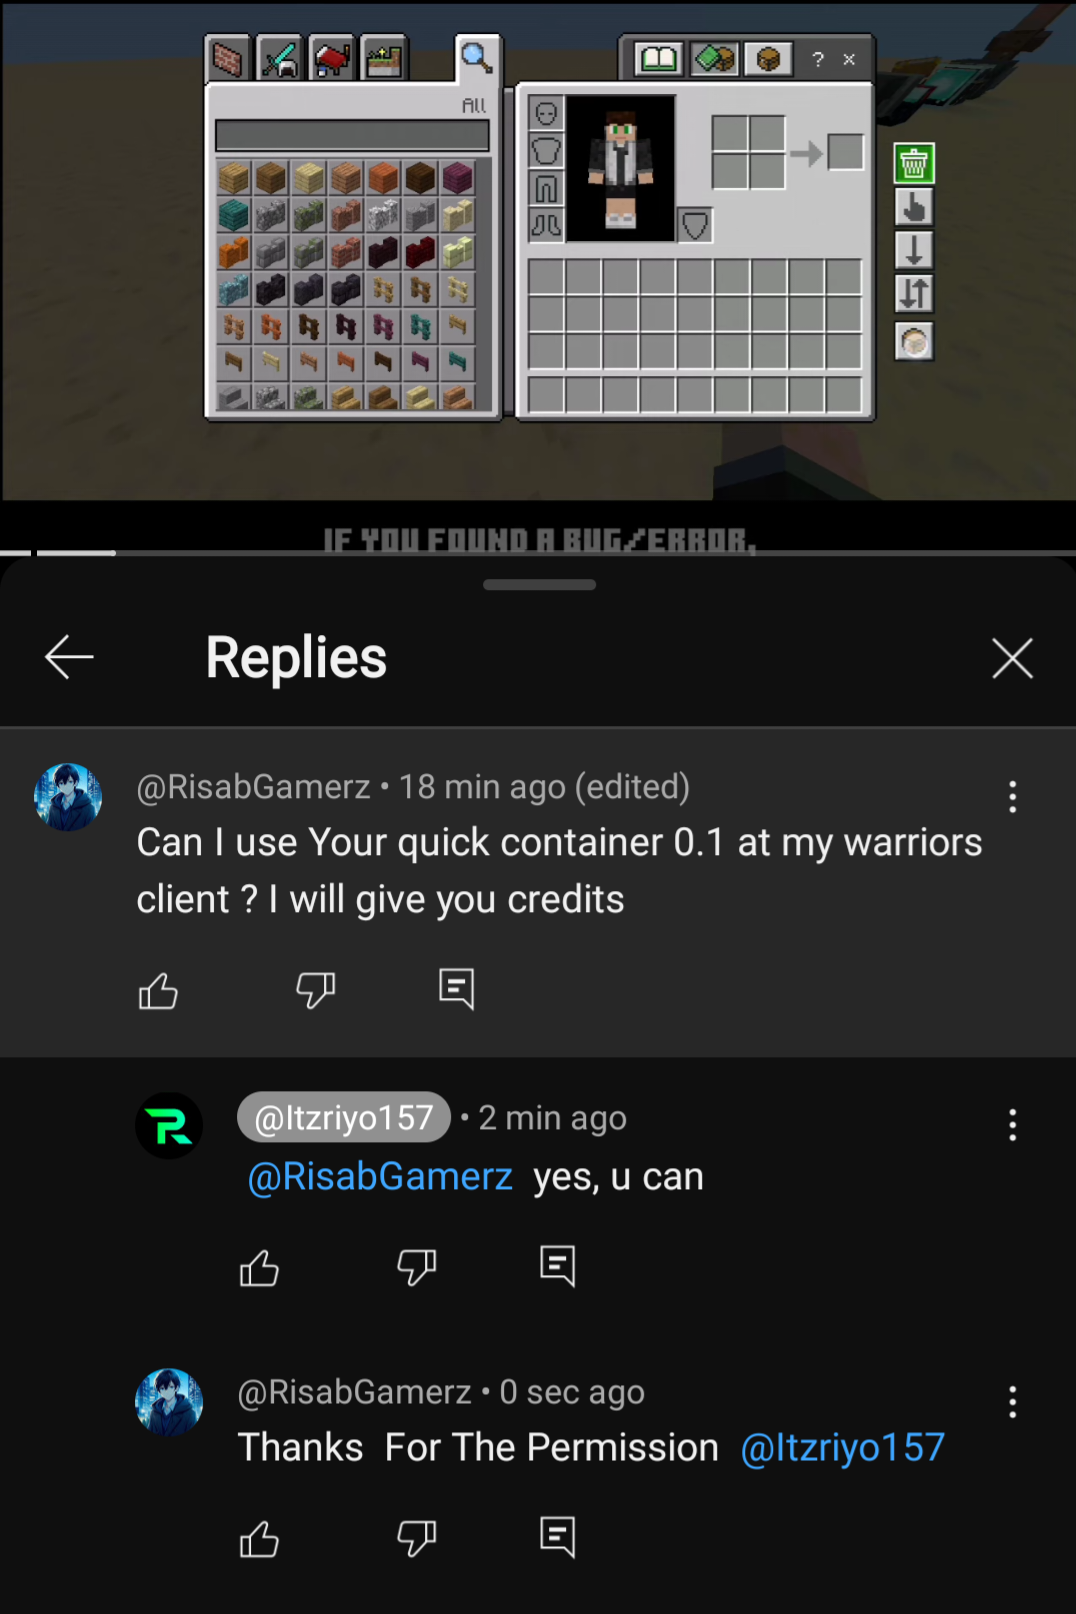 All
?
IF YOU FOUND A BUG/ERROR,
Replies
@RisabGamerz • 18 min ago (edited)
Can I use Your quick container 0.1 at my warriors
client ? I will give you credits
@Itzriyo157 • 2 min ago
@RisabGamerz yes, u can
@RisabGamerz • 0 sec ago
Thanks For The Permission @Itzriyo157